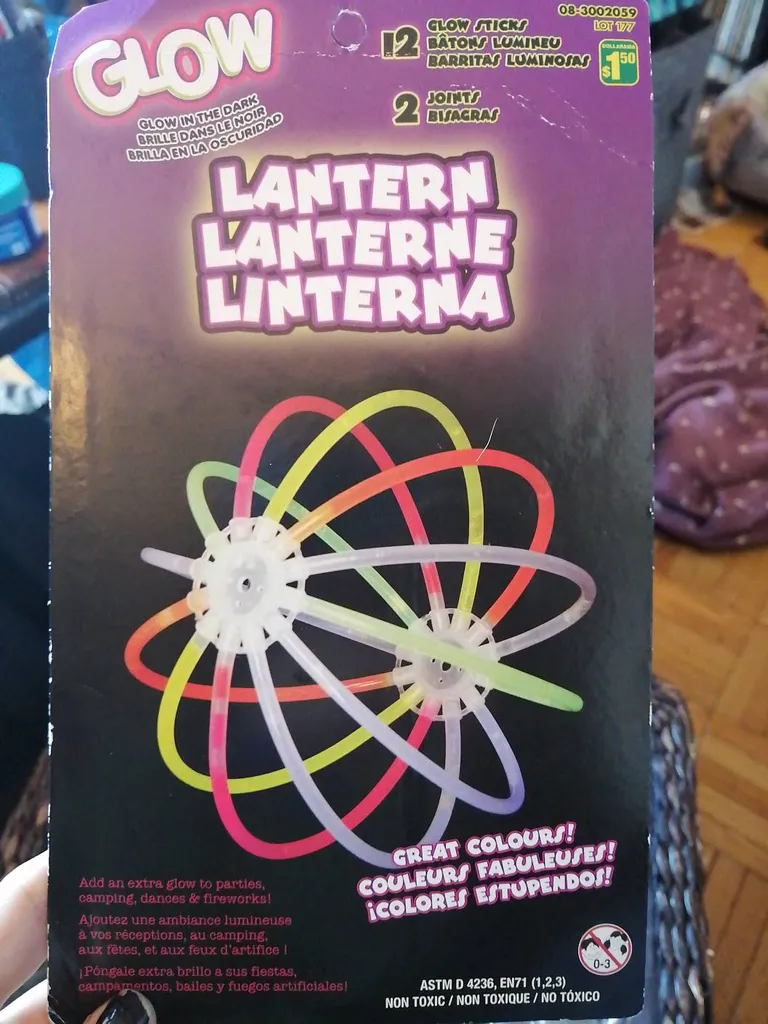 GLOW
GLOW IN THE DARK
BRILLE DANS LE NOIR
BRILLA EN LA OSCURIDAD
12 GLOW STICKS
BÂTONS LUMINEU
BARRITAS LUMINOSAS
2 JOINTS
BISAGRAS
08-3002059
LOT 177
DOLLARAMA
$1.50
LANTERN
LANTERNE
LINTERNA
GREAT COLOURS!
COULEURS FABULEUSES!
¡COLORES ESTUPENDOS!
Add an extra glow to parties,
camping, dances & fireworks!
Ajoutez une ambiance lumineuse
à vos réceptions, au camping,
aux fêtes, et aux feux d'artifice !
¡Póngale extra brillo a sus fiestas,
campamentos, bailes y fuegos artificiales!
0-3
ASTM D 4236, EN71 (1,2,3)
NON TOXIC / NON TOXIQUE / NO TÓXICO